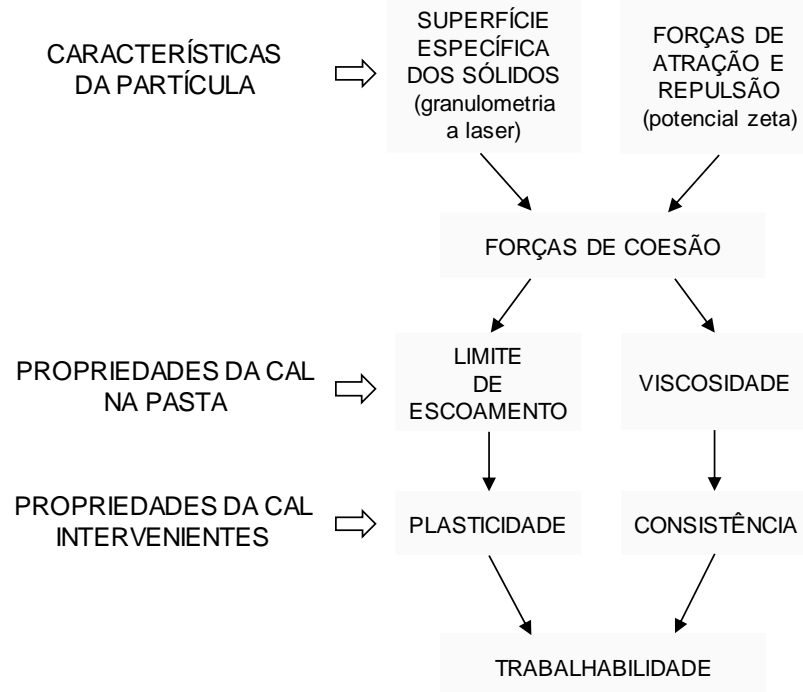 CARACTERÍSTICAS
DA PARTÍCULA
SUPERFÍCIE
ESPECÍFICA
DOS SÓLIDOS
(granulometria
a laser)
FORÇAS DE
ATRAÇÃO E
REPULSÃO
(potencial zeta)
FORÇAS DE COESÃO
PROPRIEDADES DA CAL
NA PASTA
LIMITE
DE
ESCOAMENTO
VISCOSIDADE
PROPRIEDADES DA CAL
INTERVENIENTES
PLASTICIDADE
CONSISTÊNCIA
TRABALHABILIDADE